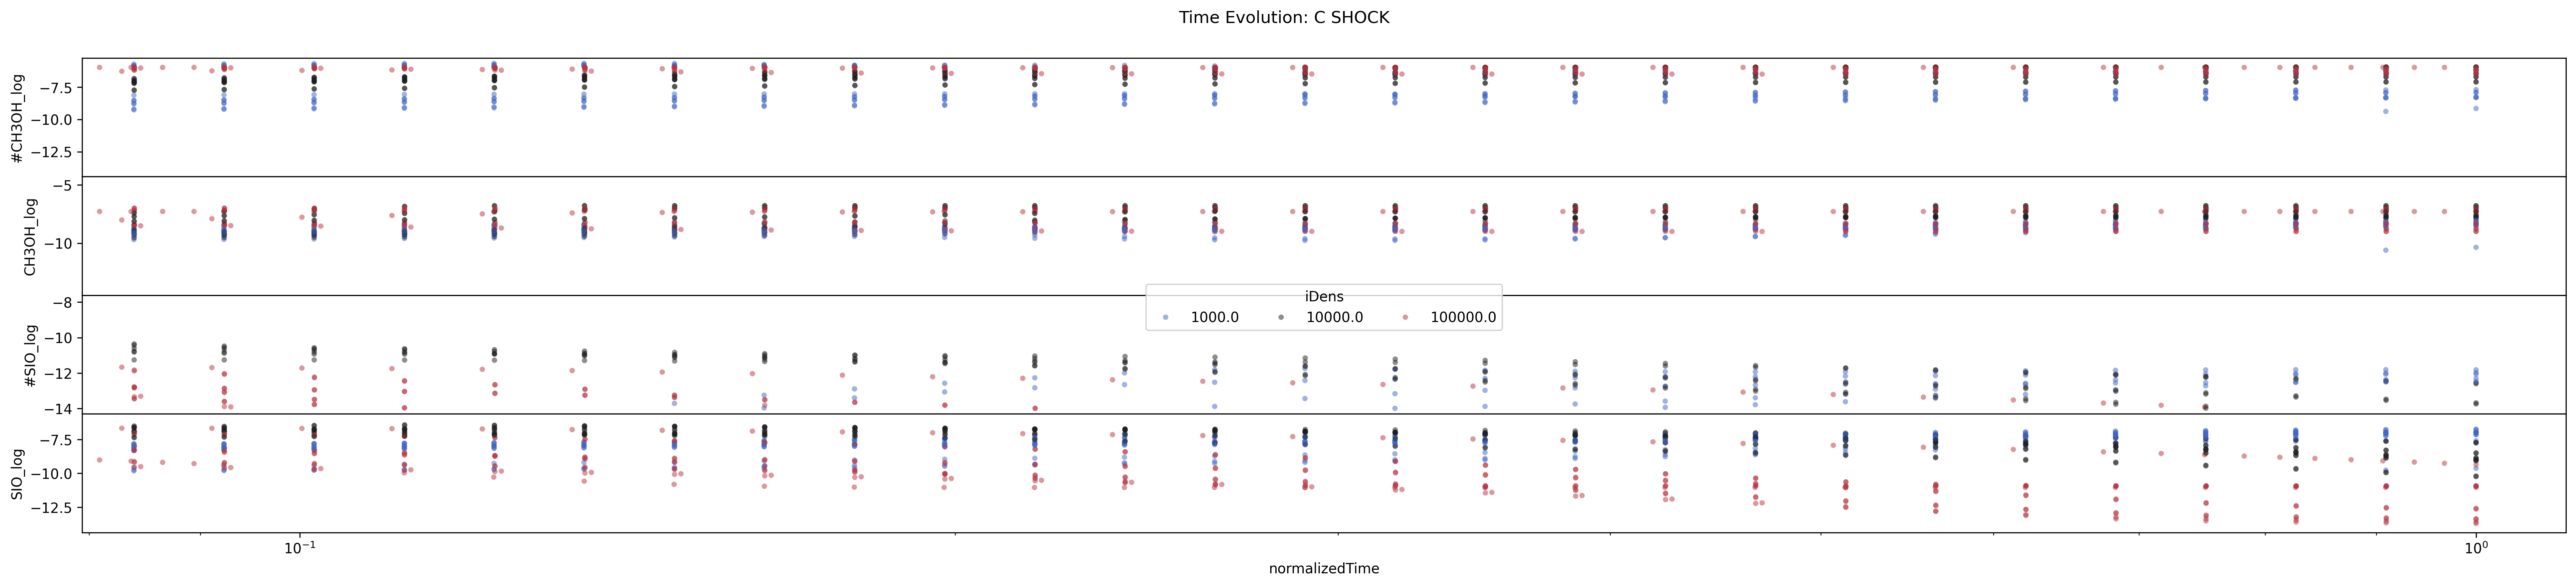 Time Evolution: C SHOCK
#CH3OH_log
−7.5
−10.0
−12.5
CH3OH_log
−5
−10
#SIO_log
−8
−10
−12
−14
iDens
1000.0 10000.0 100000.0
SIO_log
−7.5
−10.0
−12.5
10⁻¹ 10⁰
normalizedTime